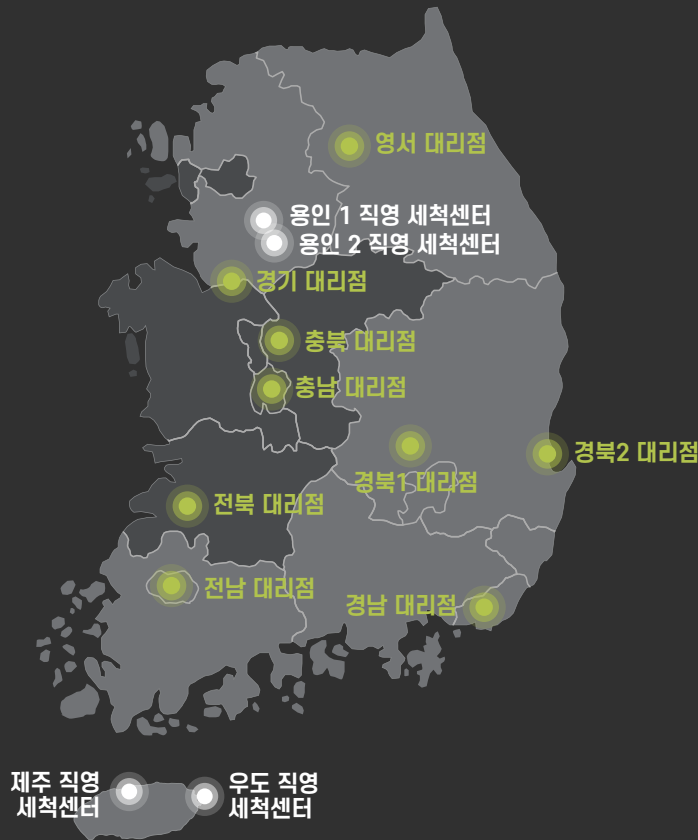 영서 대리점
용인 1 직영 세척센터
용인 2 직영 세척센터
경기 대리점
충북 대리점
충남 대리점
경북2 대리점
경북1 대리점
전북 대리점
전남 대리점
경남 대리점
제주 직영
세척센터
우도 직영
세척센터